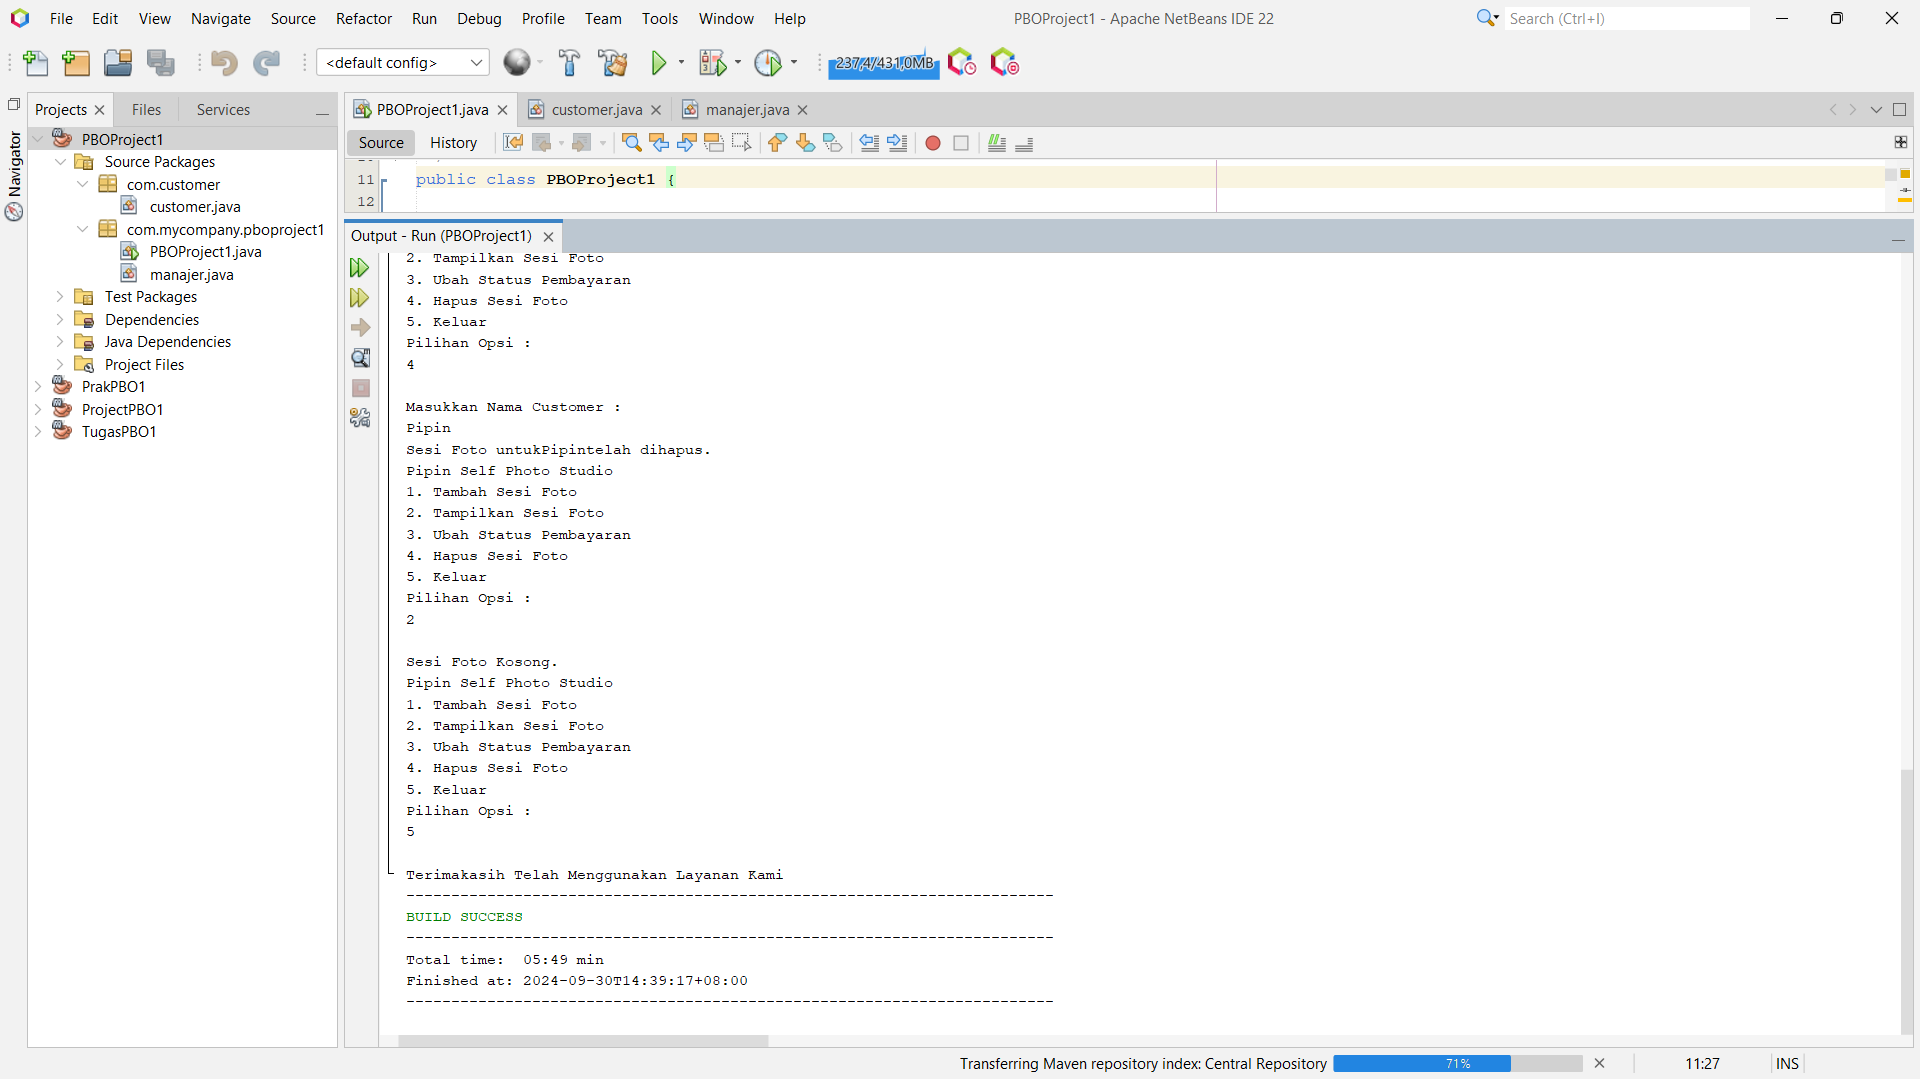 File Edit View Navigate Source Refactor Run Debug Profile Team Tools Window Help
PBOProject1 - Apache NetBeans IDE 22
Search (Ctrl+I)
<default config>
237,4/431,0MB
Navigator
Projects Files Services
PBOProject1
Source Packages
com.customer
customer.java
com.mycompany.pboproject1
PBOProject1.java
manajer.java
Test Packages
Dependencies
Java Dependencies
Project Files
PrakPBO1
ProjectPBO1
TugasPBO1
PBOProject1.java customer.java manajer.java
Source History
11 public class PBOProject1 {
12
Output - Run (PBOProject1)
2. Tampilkan Sesi Foto
3. Ubah Status Pembayaran
4. Hapus Sesi Foto
5. Keluar
Pilihan Opsi :
4
Masukkan Nama Customer :
Pipin
Sesi Foto untukPipintelah dihapus.
Pipin Self Photo Studio
1. Tambah Sesi Foto
2. Tampilkan Sesi Foto
3. Ubah Status Pembayaran
4. Hapus Sesi Foto
5. Keluar
Pilihan Opsi :
2
Sesi Foto Kosong.
Pipin Self Photo Studio
1. Tambah Sesi Foto
2. Tampilkan Sesi Foto
3. Ubah Status Pembayaran
4. Hapus Sesi Foto
5. Keluar
Pilihan Opsi :
5
Terimakasih Telah Menggunakan Layanan Kami
------------------------------------------------------------------------
BUILD SUCCESS
------------------------------------------------------------------------
Total time:  05:49 min
Finished at: 2024-09-30T14:39:17+08:00
------------------------------------------------------------------------
Transferring Maven repository index: Central Repository 71% 11:27 INS